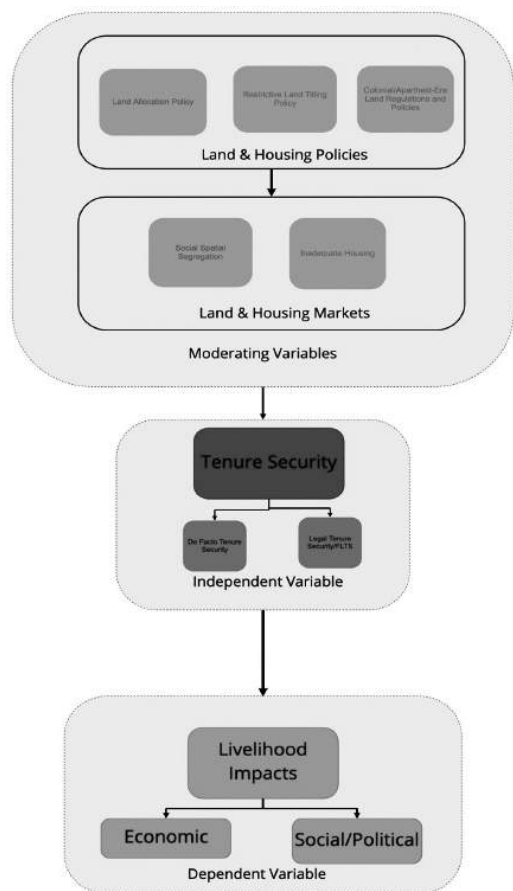 Land Allocation Policy
Restrictive Land Titling
Policy
Colonial/Apartheid-Era
Land Regulations and
Policies
Land & Housing Policies
Social Spatial
Segregation
Inadequate Housing
Land & Housing Markets
Moderating Variables
Tenure Security
De Facto Tenure
Security
Legal Tenure
Security/FLTS
Independent Variable
Livelihood
Impacts
Economic
Social/Political
Dependent Variable